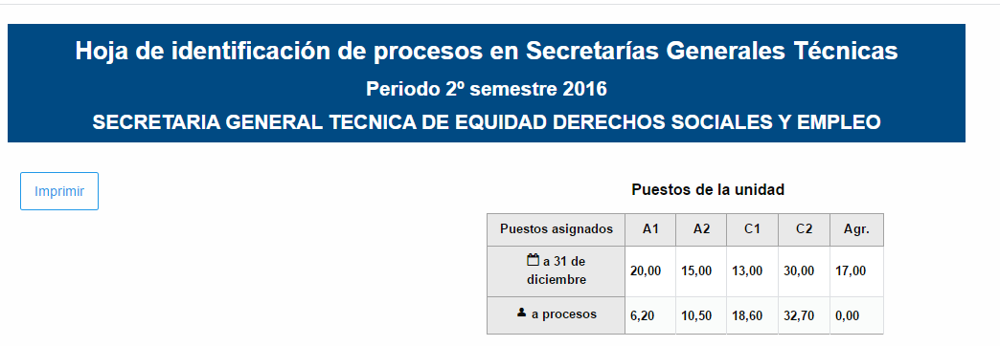 Hoja de identificación de procesos en Secretarías Generales Técnicas
Periodo 2º semestre 2016
SECRETARIA GENERAL TECNICA DE EQUIDAD DERECHOS SOCIALES Y EMPLEO
Imprimir
Puestos de la unidad
Puestos asignados A1 A2 C1 C2 Agr.
a 31 de
diciembre 20,00 15,00 13,00 30,00 17,00
a procesos 6,20 10,50 18,60 32,70 0,00